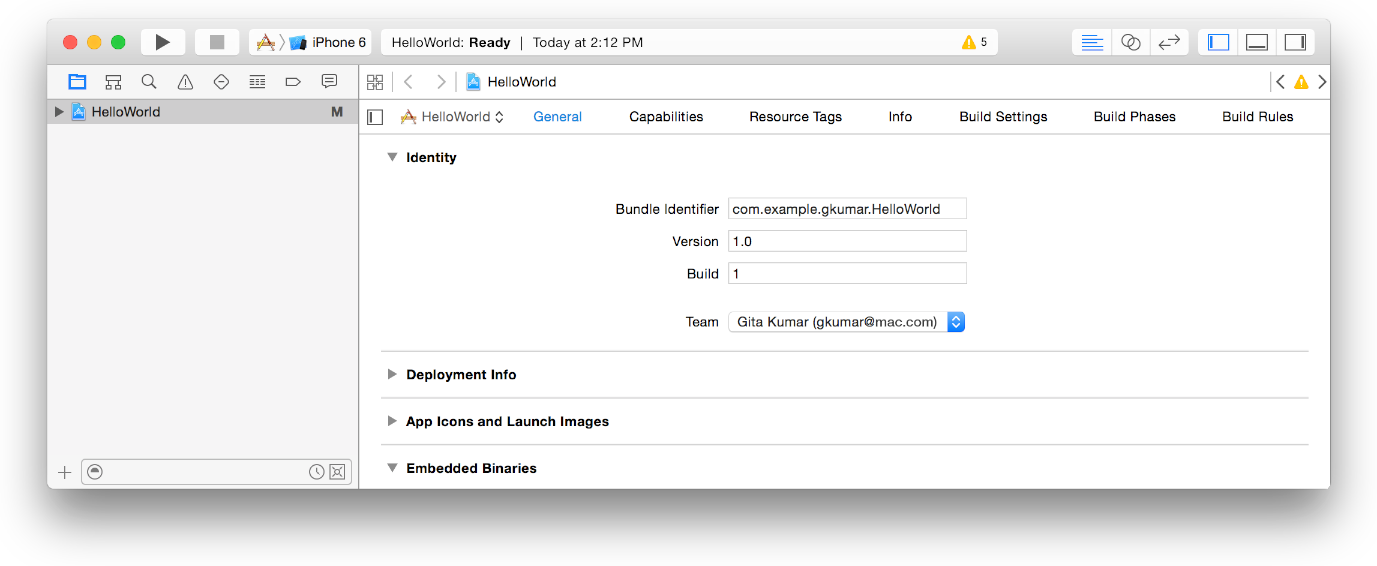 iPhone 6 HelloWorld: Ready | Today at 2:12 PM 5
HelloWorld
HelloWorld M
HelloWorld General Capabilities Resource Tags Info Build Settings Build Phases Build Rules
Identity
Bundle Identifier com.example.gkumar.HelloWorld
Version 1.0
Build 1
Team Gita Kumar (gkumar@mac.com)
Deployment Info
App Icons and Launch Images
Embedded Binaries